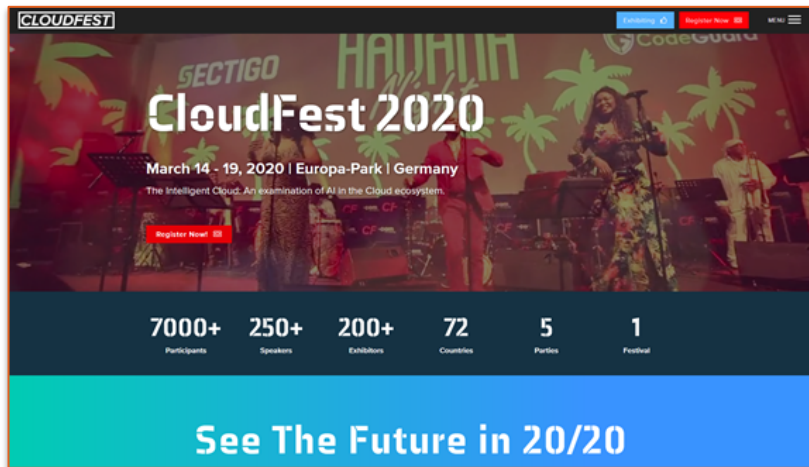 CLOUDFEST
Exhibiting
Register Now
MENU
SECTIGO
HAVANA
Night
CodeGuard
CloudFest 2020
March 14 - 19, 2020 | Europa-Park | Germany
The Intelligent Cloud: An examination of AI in the Cloud ecosystem.
Register Now!
7000+ 250+ 200+ 72 5 1
Participants Speakers Exhibitors Countries Parties Festival
See The Future in 20/20